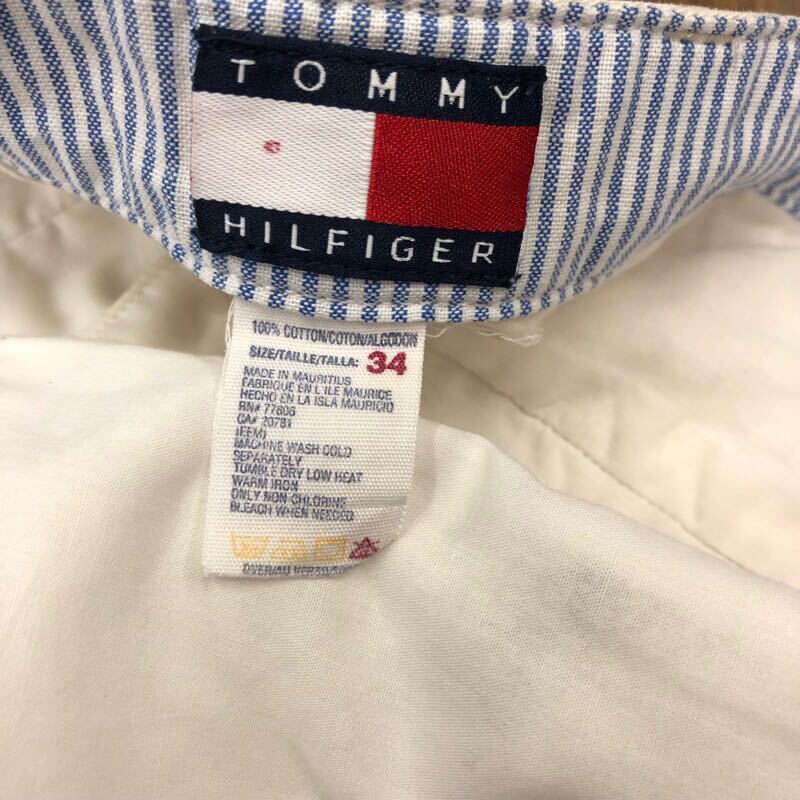 TOMMY
HILFIGER
100% COTTON/COTON/ALGODON
SIZE/TAILLE/TALLA: 34
MADE IN MAURITIUS
FABRIQUE EN L'ILE MAURICE
HECHO EN LA ISLA MAURICIO
RN# 77806
CA# 20781
(EEM)
MACHINE WASH COLD
SEPARATELY
TUMBLE DRY LOW HEAT
WARM IRON
ONLY NON CHLORINE
BLEACH WHEN NEEDED